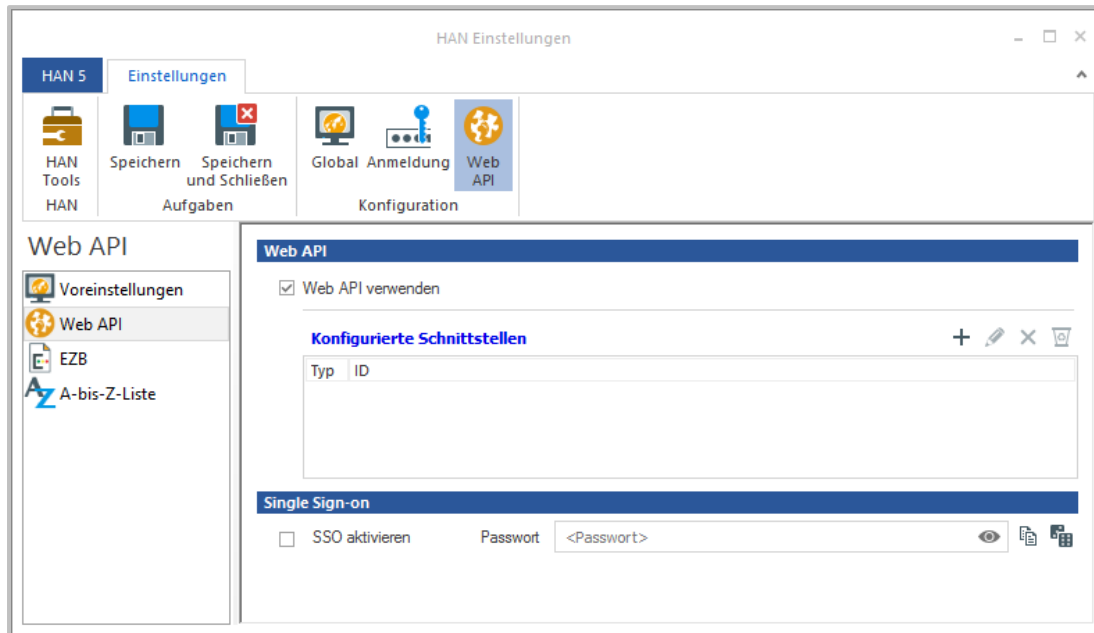 HAN Einstellungen
HAN 5 Einstellungen
HAN Tools
Speichern
Speichern und Schließen
Global
Anmeldung
Web API
HAN
Aufgaben
Konfiguration
Web API
Voreinstellungen
Web API
EZB
A-bis-Z-Liste
Web API
Web API verwenden
Konfigurierte Schnittstellen
Typ ID
Single Sign-on
SSO aktivieren Passwort <Passwort>